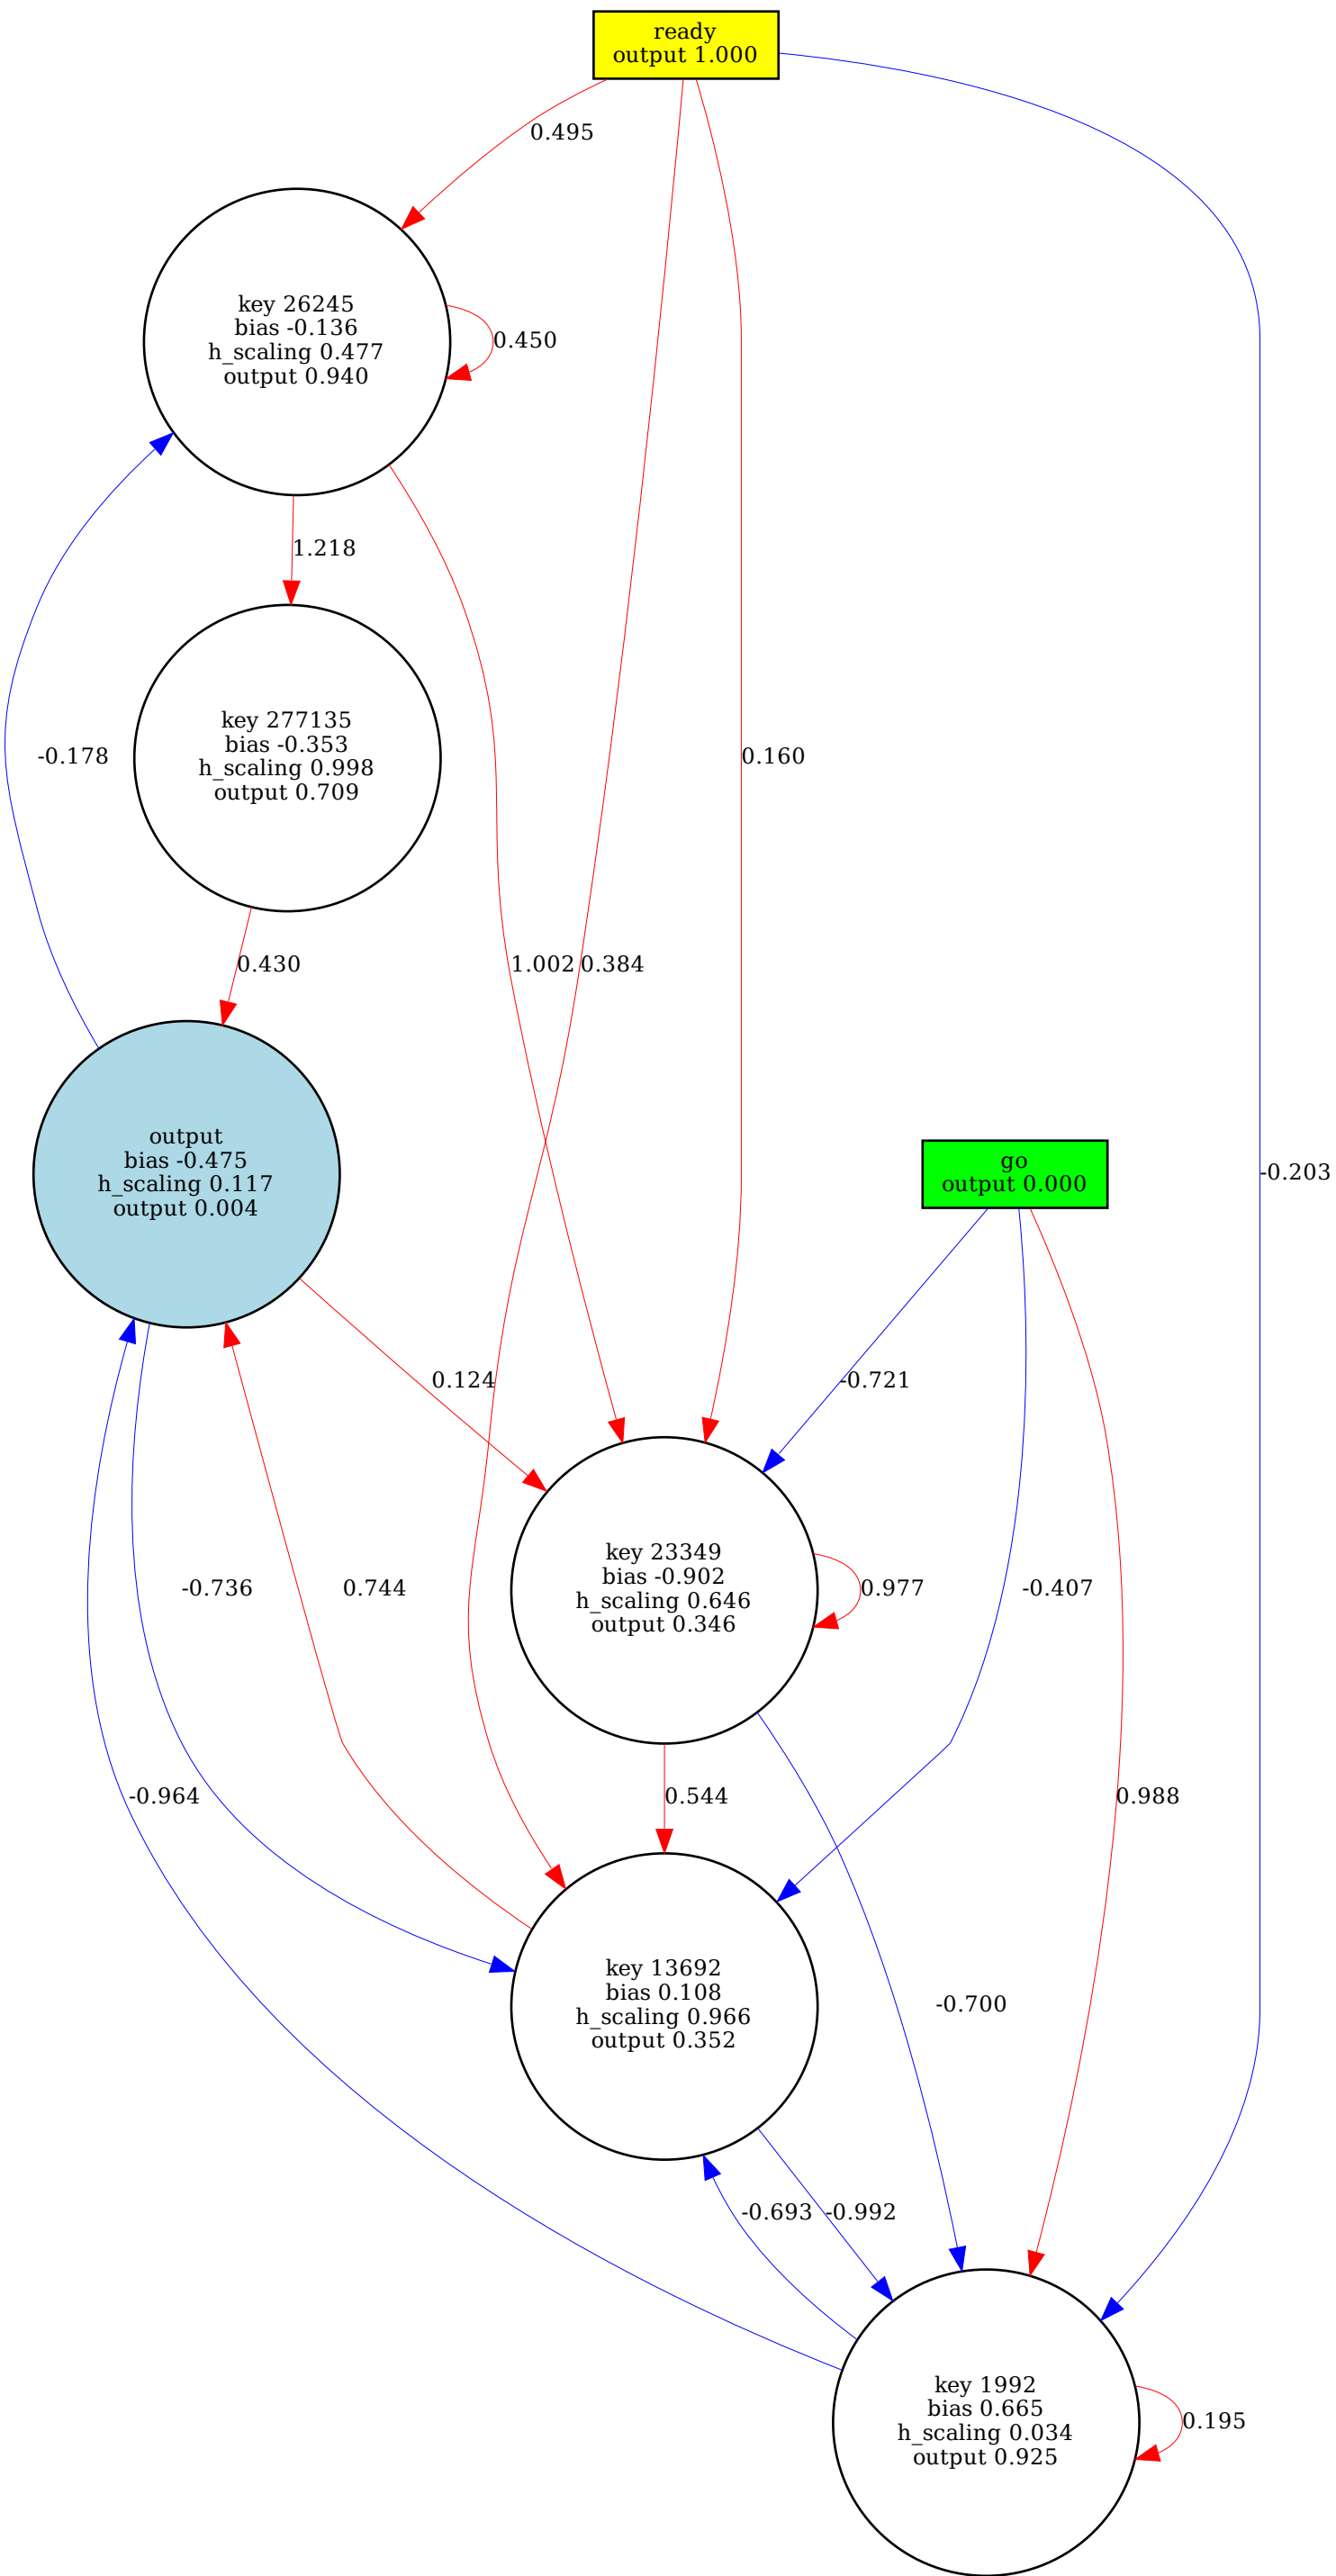 ready
output 1.000
0.495
key 26245
bias -0.136
h_scaling 0.477
output 0.940
0.450
1.218
key 277135
bias -0.353
h_scaling 0.998
output 0.709
-0.178
0.160
0.430
1.002
0.384
output
bias -0.475
h_scaling 0.117
output 0.004
go
output 0.000
-0.203
0.124
-0.721
key 23349
bias -0.902
h_scaling 0.646
output 0.346
-0.736
0.744
0.977
-0.407
-0.964
0.544
0.988
key 13692
bias 0.108
h_scaling 0.966
output 0.352
-0.700
-0.693
-0.992
key 1992
bias 0.665
h_scaling 0.034
output 0.925
0.195